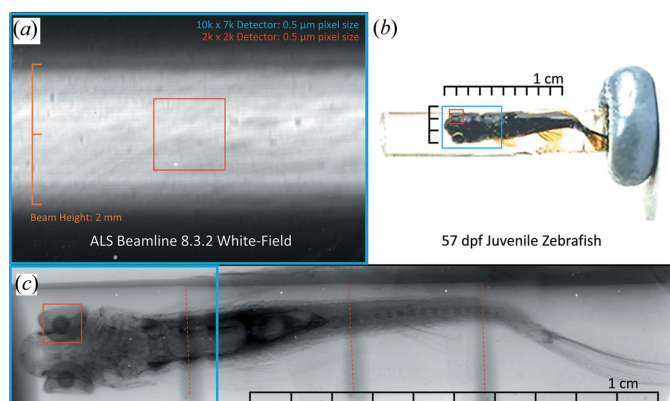 (a)
10k x 7k Detector: 0.5 µm pixel size
2k x 2k Detector: 0.5 µm pixel size
Beam Height: 2 mm
ALS Beamline 8.3.2 White-Field
(b)
1 cm
57 dpf Juvenile Zebrafish
(c)
1 cm